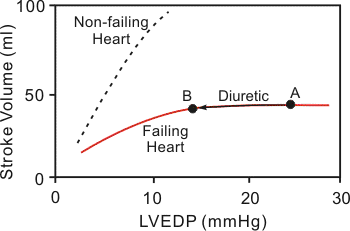 100
Non-failing
Heart
Stroke Volume (ml)
50
B
Diuretic
A
Failing
Heart
0
0
10
20
30
LVEDP (mmHg)